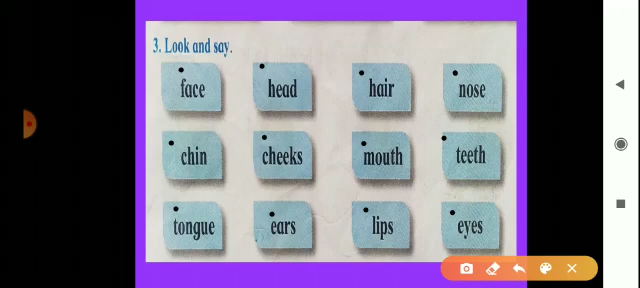 3. Look and say.
face head hair nose
chin cheeks mouth teeth
tongue ears lips eyes